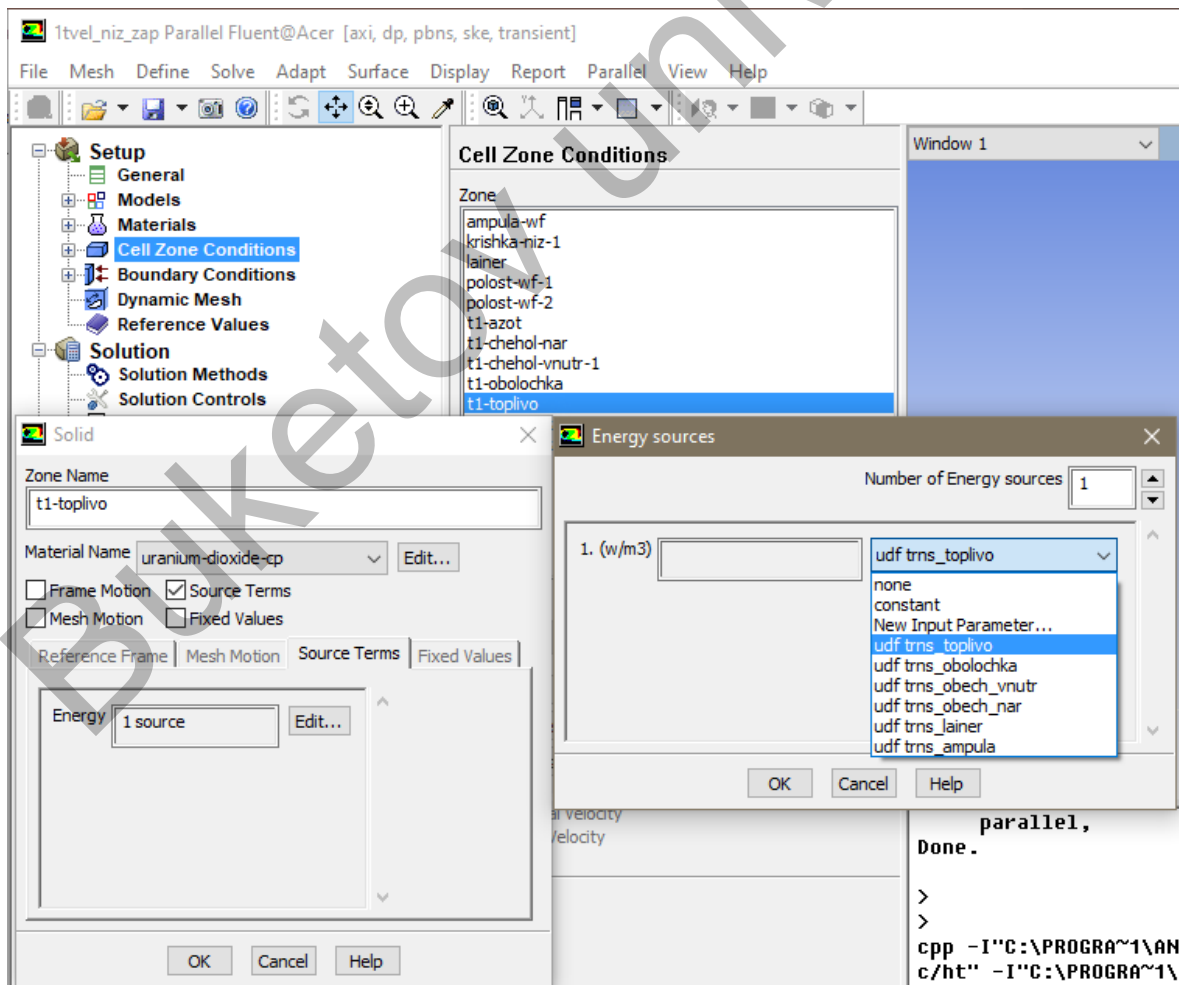 1tvel_niz_zap Parallel Fluent@Acer [axi, dp, pbns, ske, transient]
File Mesh Define Solve Adapt Surface Display Report Parallel View Help
Setup
General
Models
Materials
Cell Zone Conditions
Boundary Conditions
Dynamic Mesh
Reference Values
Solution
Solution Methods
Solution Controls
Cell Zone Conditions
Zone
ampula-wf
krishka-niz-1
lainer
polost-wf-1
polost-wf-2
t1-azot
t1-chehol-nar
t1-chehol-vnutr-1
t1-obolochka
t1-toplivo
Window 1
Solid
Zone Name
t1-toplivo
Material Name uranium-dioxide-cp Edit...
Frame Motion Source Terms
Mesh Motion Fixed Values
Reference Frame Mesh Motion Source Terms Fixed Values
Energy 1 source Edit...
OK Cancel Help
Energy sources
Number of Energy sources 1
1. (w/m3) udf trns_toplivo
none
constant
New Input Parameter...
udf trns_toplivo
udf trns_obolochka
udf trns_obech_vnutr
udf trns_obech_nar
udf trns_lainer
udf trns_ampula
OK Cancel Help
Velocity
Velocity
parallel,
Done.
>
>
cpp -I"C:\PROGRA~1\AN
c/ht" -I"C:\PROGRA~1\
Buketov